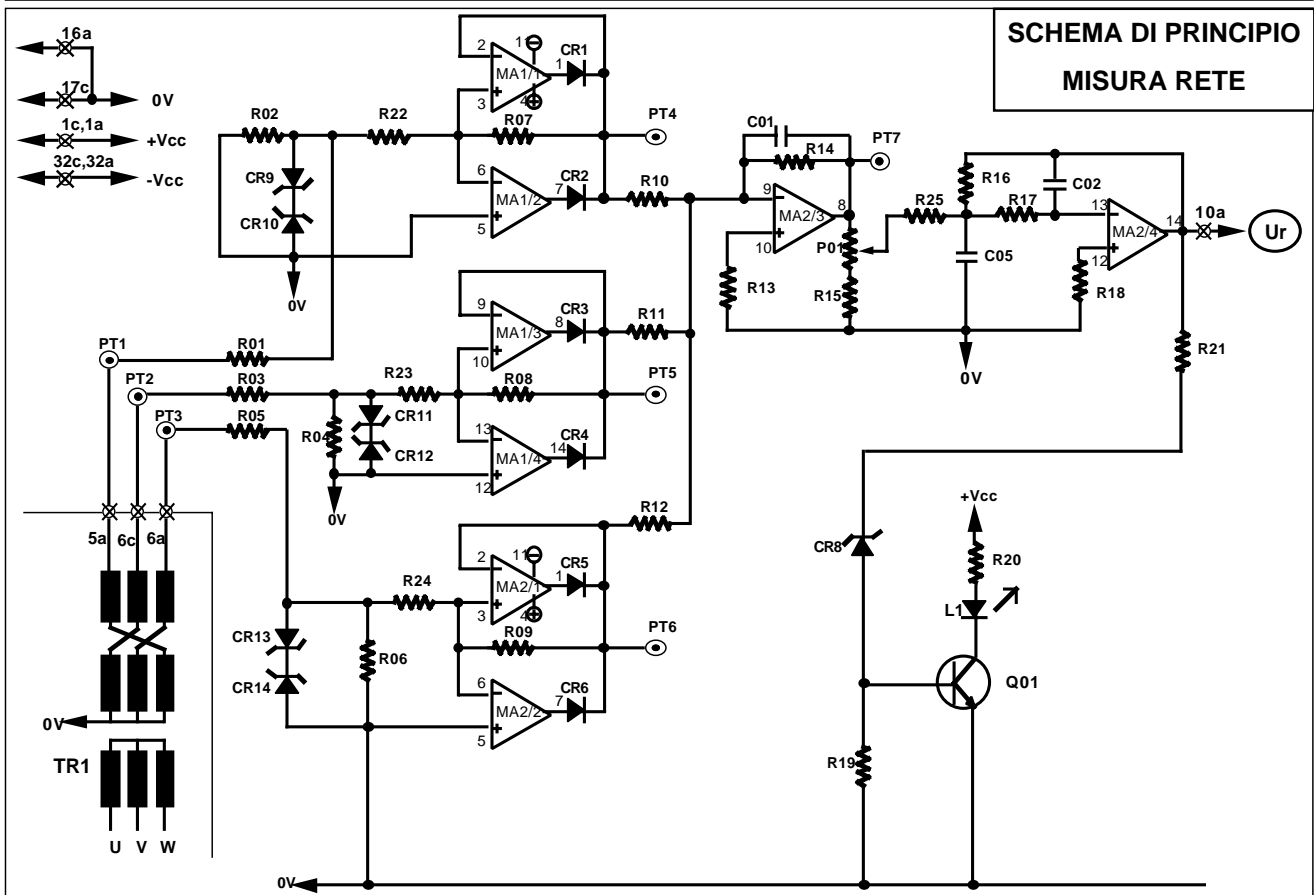 SCHEMA DI PRINCIPIO
MISURA RETE
16a
17c
0V
1c,1a
+Vcc
32c,32a
-Vcc
R02
R22
CR9
CR10
0V
2
11
MA1/1
1
CR1
3
4
R07
PT4
6
MA1/2
7
CR2
5
R10
C01
R14
PT7
9
MA2/3
8
10
P01
R13
R15
R25
R16
C02
R17
13
MA2/4
14
12
10a
Ur
C05
R18
0V
R21
PT1
R01
PT2
R03
PT3
R05
R23
R04
CR11
CR12
0V
9
MA1/3
8
CR3
10
R11
R08
PT5
13
MA1/4
14
CR4
12
5a
6c
6a
R12
2
11
MA2/1
1
CR5
3
4
R24
R09
PT6
CR13
CR14
R06
6
MA2/2
7
CR6
5
+Vcc
CR8
R20
L1
Q01
R19
0V
TR1
U V W
0V